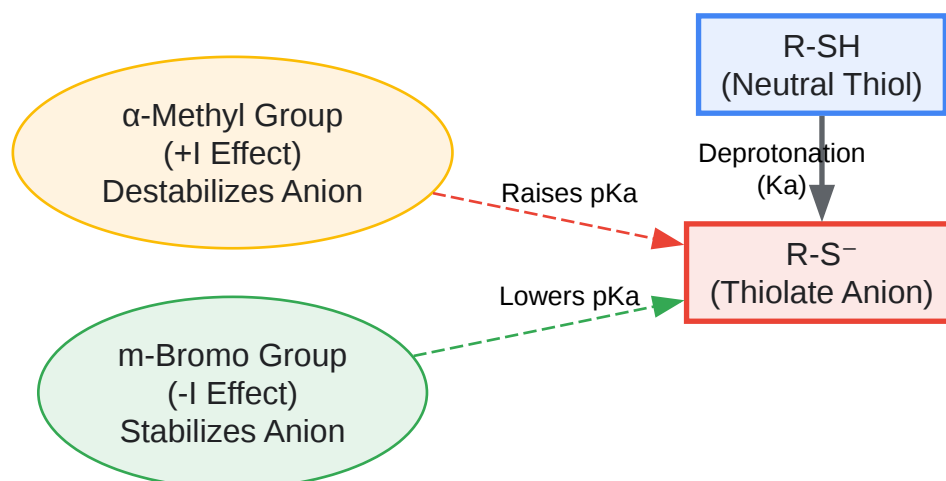 R-SH
(Neutral Thiol)
α-Methyl Group
(+I Effect)
Destabilizes Anion
Deprotonation
(Ka)
Raises pKa
R-S⁻
(Thiolate Anion)
Lowers pKa
m-Bromo Group
(-I Effect)
Stabilizes Anion